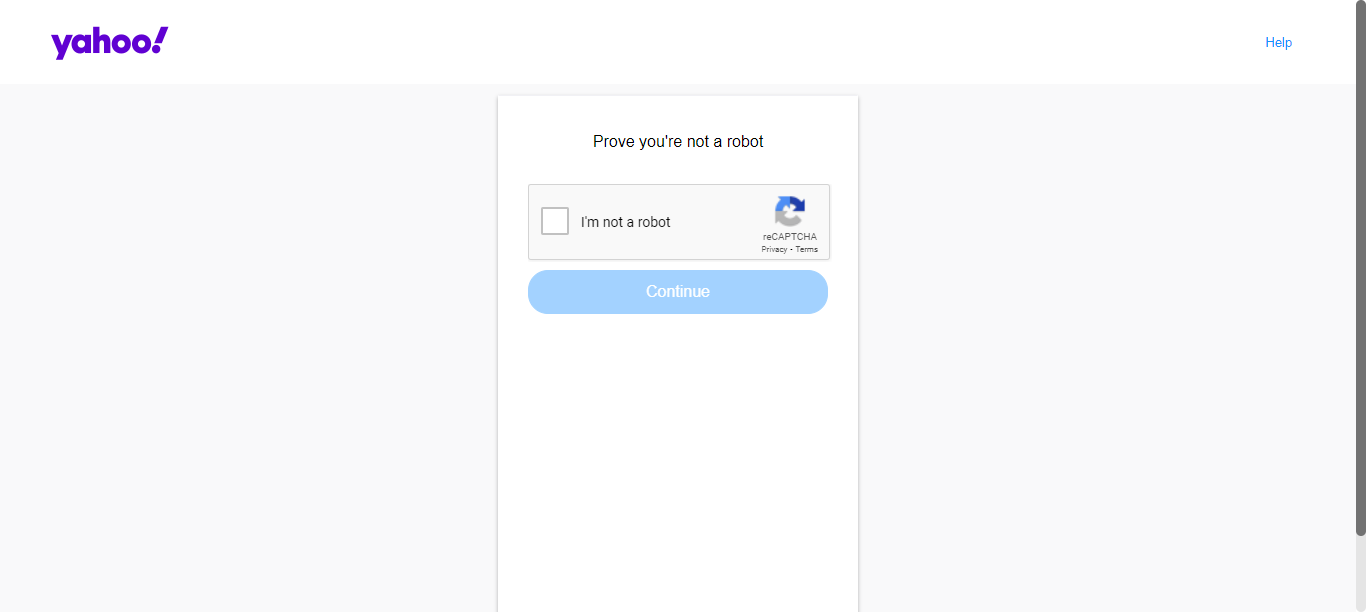 yahoo!
Help
Prove you're not a robot
I'm not a robot
reCAPTCHA
Privacy - Terms
Continue